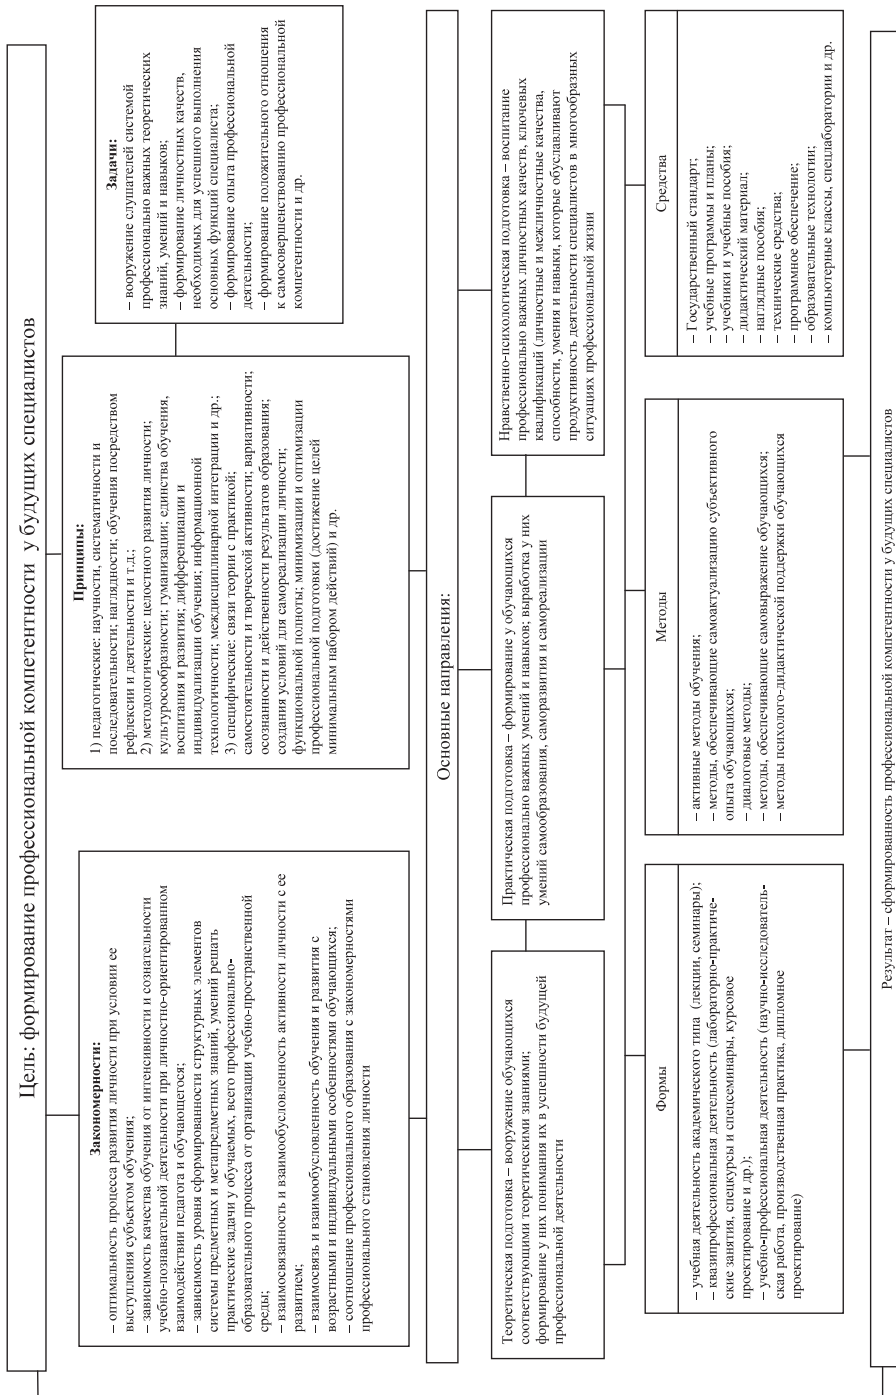 Цель: формирование профессиональной компетентности у будущих специалистов
Закономерности:
– оптимальность процесса развития личности при условии ее
выступления субъектом обучения;
– зависимость качества обучения от интенсивности и сознательности
учебно-познавательной деятельности при личностно-ориентированном
взаимодействии педагога и обучающегося;
– зависимость уровня сформированности структурных элементов
системы предметных и метапредметных знаний, умений решать
практические задачи у обучаемых, всего профессионально-
образовательного процесса от организации учебно-пространственной
среды;
– взаимосвязанность и взаимообусловленность активности личности с ее
развитием;
– взаимосвязь и взаимообусловленность обучения и развития с
возрастными и индивидуальными особенностями обучающихся;
– соотношение профессионального образования с закономерностями
профессионального становления личности
Принципы:
1) педагогические: научности, систематичности и
последовательности; наглядности; обучения посредством
рефлексии и деятельности и т.д.;
2) методологические: целостного развития личности;
культуросообразности; гуманизации; единства обучения,
воспитания и развития; дифференциации и
индивидуализации обучения; информационной
технологичности; междисциплинарной интеграции и др.;
3) специфические: связи теории с практикой;
самостоятельности и творческой активности; вариативности;
осознанности и действенности результатов образования;
создания условий для самореализации личности;
функциональной полноты; минимизации и оптимизации
профессиональной подготовки (достижение целей
минимальным набором действий) и др.
Задачи:
– вооружение слушателей системой
профессионально важных теоретических
знаний, умений и навыков;
– формирование личностных качеств,
необходимых для успешного выполнения
основных функций специалиста;
– формирование опыта профессиональной
деятельности;
– формирование положительного отношения
к самосовершенствованию профессиональной
компетентности и др.
Основные направления:
Теоретическая подготовка – вооружение обучающихся
соответствующими теоретическими знаниями;
формирование у них понимания их в успешности будущей
профессиональной деятельности
Практическая подготовка – формирование у обучающихся
профессионально важных умений и навыков; выработка у них
умений самообразования, саморазвития и самореализации
Нравственно-психологическая подготовка – воспитание
профессионально важных личностных качеств, ключевых
квалификаций (личностные и межличностные качества,
способности, умения и навыки, которые обуславливают
продуктивность деятельности специалистов в многообразных
ситуациях профессиональной жизни
Формы
– учебная деятельность академического типа (лекции, семинары);
– квазипрофессиональная деятельность (лабораторно-практиче-
ские занятия, спецкурсы и спецсеминары, курсовое
проектирование и др.);
– учебно-профессиональная деятельность (научно-исследователь-
ская работа, производственная практика, дипломное
проектирование)
Методы
– активные методы обучения;
– методы, обеспечивающие самоактуализацию субъективного
опыта обучающихся;
– диалоговые методы;
– методы, обеспечивающие самовыражение обучающихся;
– методы психолого-дидактической поддержки обучающихся
Средства
– Государственный стандарт;
– учебные программы и планы;
– учебники и учебные пособия;
– дидактический материал;
– наглядные пособия;
– технические средства;
– программное обеспечение;
– образовательные технологии;
– компьютерные классы, спецлаборатории и др.
Результат – сформированность профессиональной компетентности у будущих специалистов